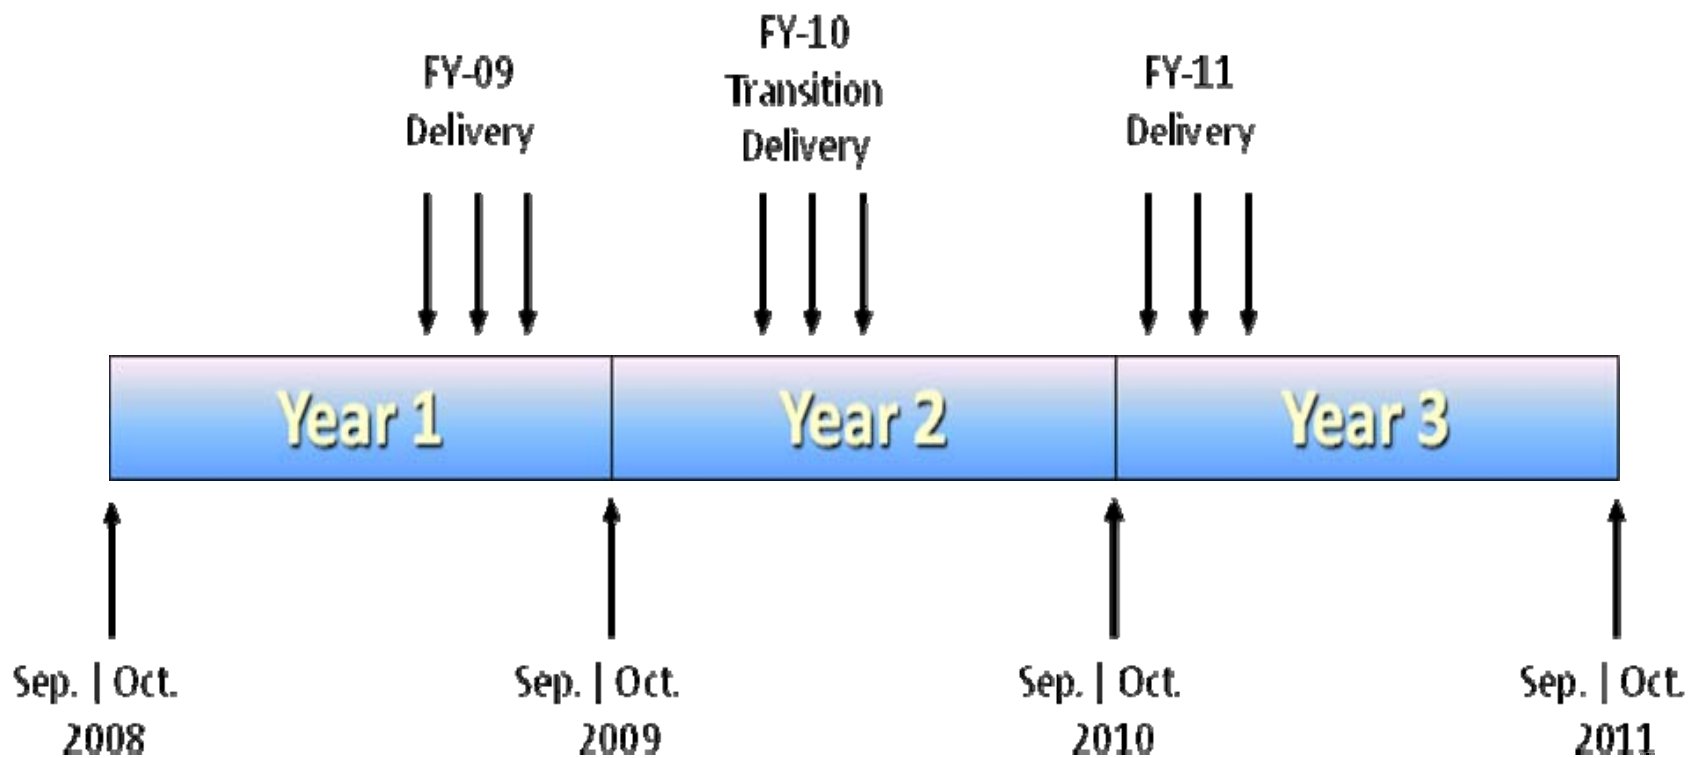 FY-09
Delivery
FY-10
Transition
Delivery
FY-11
Delivery
Year 1
Year 2
Year 3
Sep. | Oct.
2008
Sep. | Oct.
2009
Sep. | Oct.
2010
Sep. | Oct.
2011